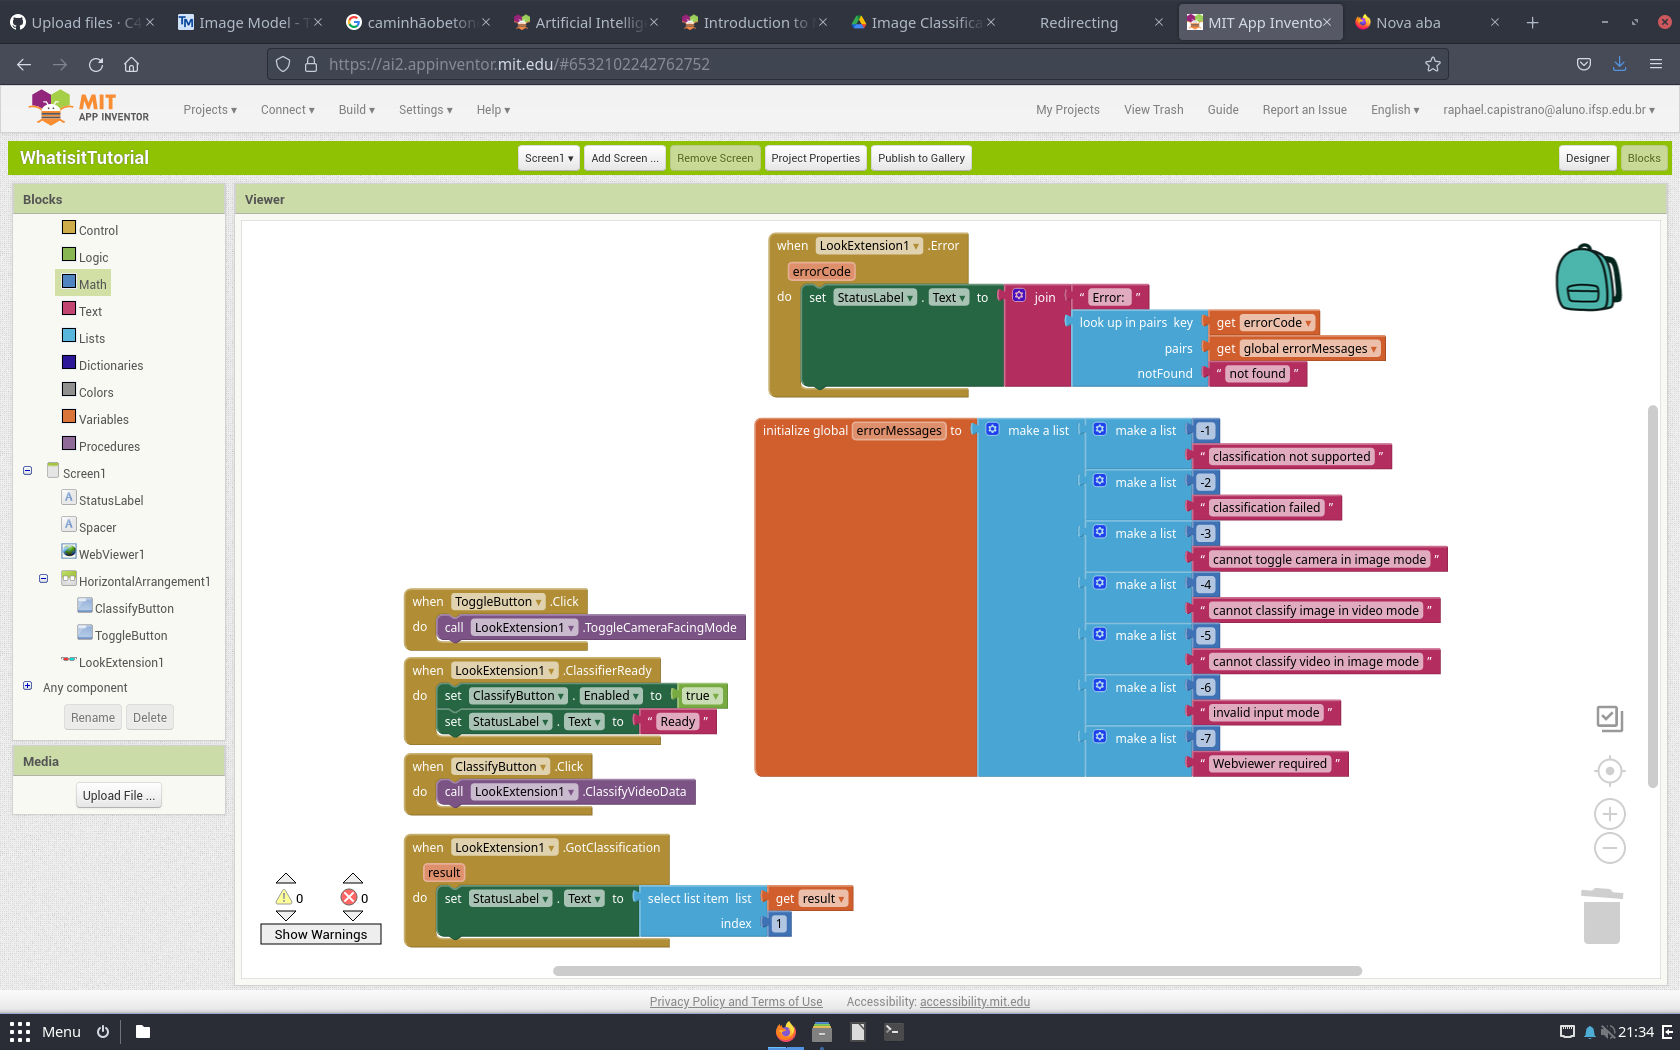 Upload files · C4
Image Model - T
caminhãobeton
Artificial Intellig
Introduction to
Image Classifica
Redirecting
MIT App Invento
Nova aba
https://ai2.appinventor.mit.edu/#6532102242762752
MIT
APP INVENTOR
Projects ▾
Connect ▾
Build ▾
Settings ▾
Help ▾
My Projects
View Trash
Guide
Report an Issue
English ▾
raphael.capistrano@aluno.ifsp.edu.br ▾
WhatisitTutorial
Screen1 ▾
Add Screen ...
Remove Screen
Project Properties
Publish to Gallery
Designer
Blocks
Blocks
Control
Logic
Math
Text
Lists
Dictionaries
Colors
Variables
Procedures
Screen1
StatusLabel
Spacer
WebViewer1
HorizontalArrangement1
ClassifyButton
ToggleButton
LookExtension1
Any component
Rename
Delete
Media
Upload File ...
Viewer
when LookExtension1 .Error
errorCode
do set StatusLabel . Text to join " Error: "
look up in pairs key get errorCode
pairs get global errorMessages
notFound " not found "
initialize global errorMessages to make a list make a list -1
" classification not supported "
make a list -2
" classification failed "
make a list -3
" cannot toggle camera in image mode "
make a list -4
" cannot classify image in video mode "
make a list -5
" cannot classify video in image mode "
make a list -6
" invalid input mode "
make a list -7
" Webviewer required "
when ToggleButton .Click
do call LookExtension1 .ToggleCameraFacingMode
when LookExtension1 .ClassifierReady
do set ClassifyButton . Enabled to true
set StatusLabel . Text to " Ready "
when ClassifyButton .Click
do call LookExtension1 .ClassifyVideoData
when LookExtension1 .GotClassification
result
do set StatusLabel . Text to select list item list get result
index 1
0
0
Show Warnings
Privacy Policy and Terms of Use
Accessibility: accessibility.mit.edu
Menu
21:34